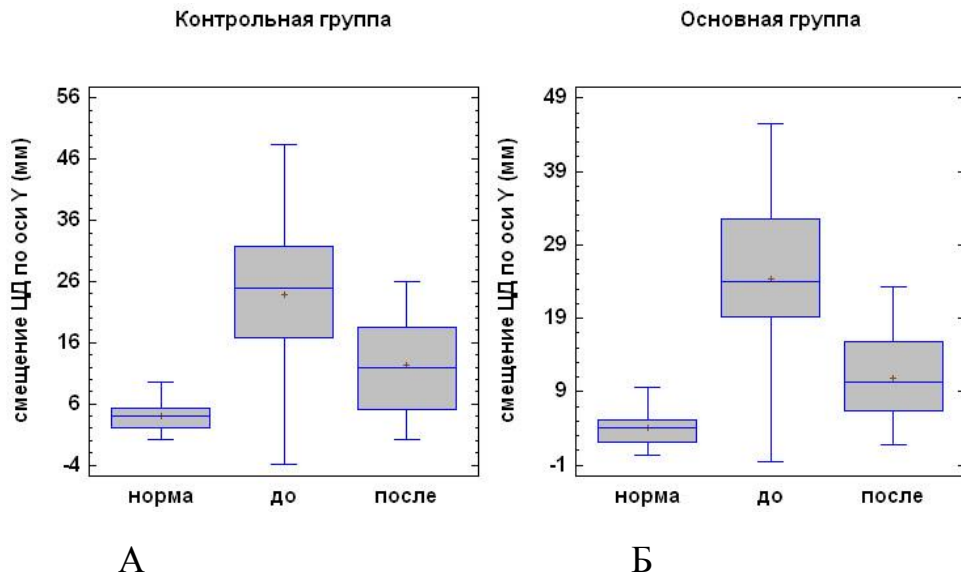 Контрольная группа
смещение ЦД по оси Y (мм)
56
46
36
26
16
6
-4
норма до после
А
Основная группа
смещение ЦД по оси Y (мм)
49
39
29
19
9
-1
норма до после
Б